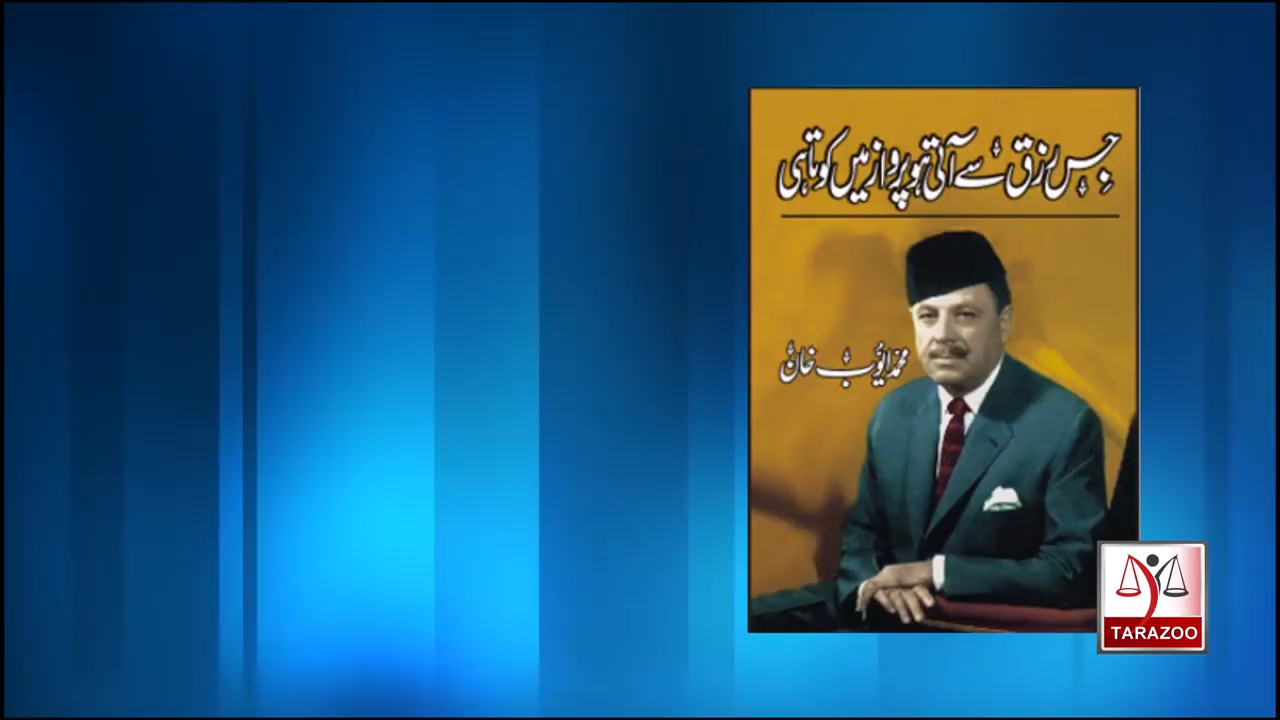 جس رزق سے آتی ہو پرواز میں کوتاہی
محمد ایوب خان
TARAZOO